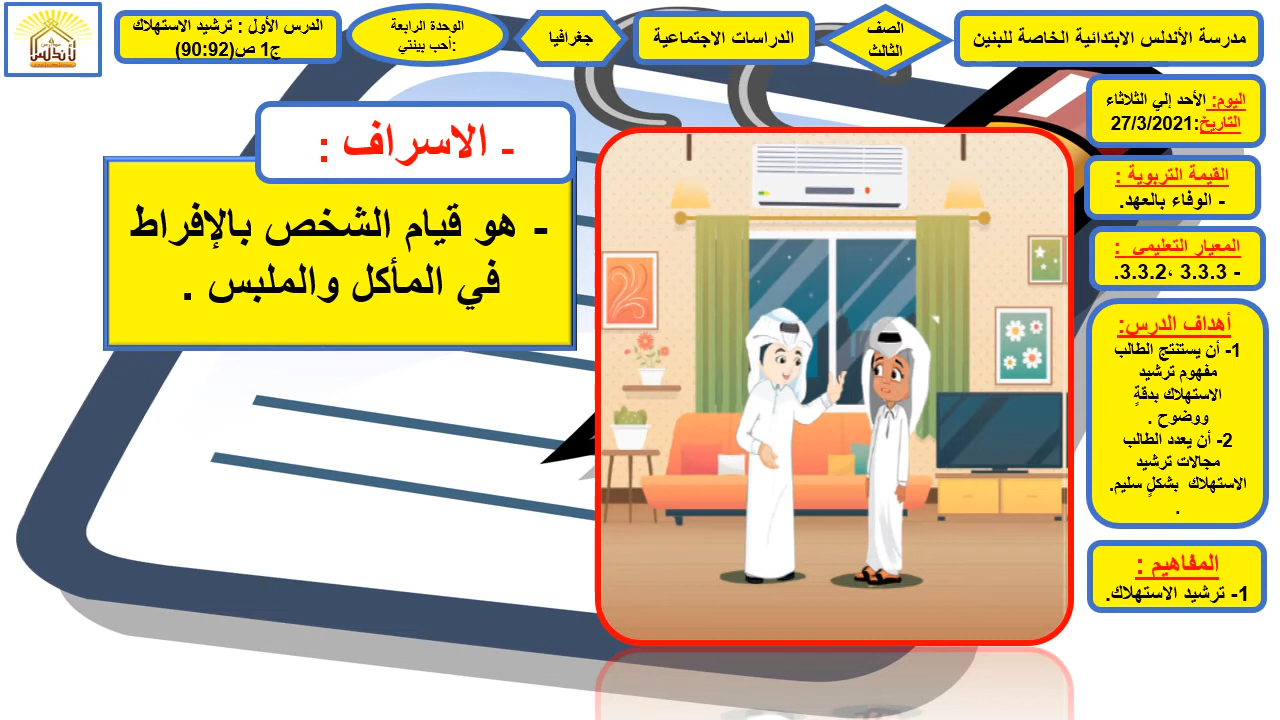 مدرسة الأندلس الابتدائية الخاصة للبنين
الصف
الثالث
الدراسات الاجتماعية
جغرافيا
الوحدة الرابعة
:أحب بيئتي
الدرس الأول : ترشيد الاستهلاك
ج1 ص(90:92)
الأندلس
اليوم: الأحد إلي الثلاثاء
التاريخ:27/3/2021
القيمة التربوية :
- الوفاء بالعهد.
المعيار التعليمي :
- 3.3.3 ،3.3.2.
أهداف الدرس:
1- أن يستنتج الطالب
مفهوم ترشيد
الاستهلاك بدقةٍ
ووضوح .
2- أن يعدد الطالب
مجالات ترشيد
الاستهلاك بشكلٍ سليم.
.
المفاهيم :
1- ترشيد الاستهلاك.
- الاسراف :
- هو قيام الشخص بالإفراط
في المأكل والملبس .